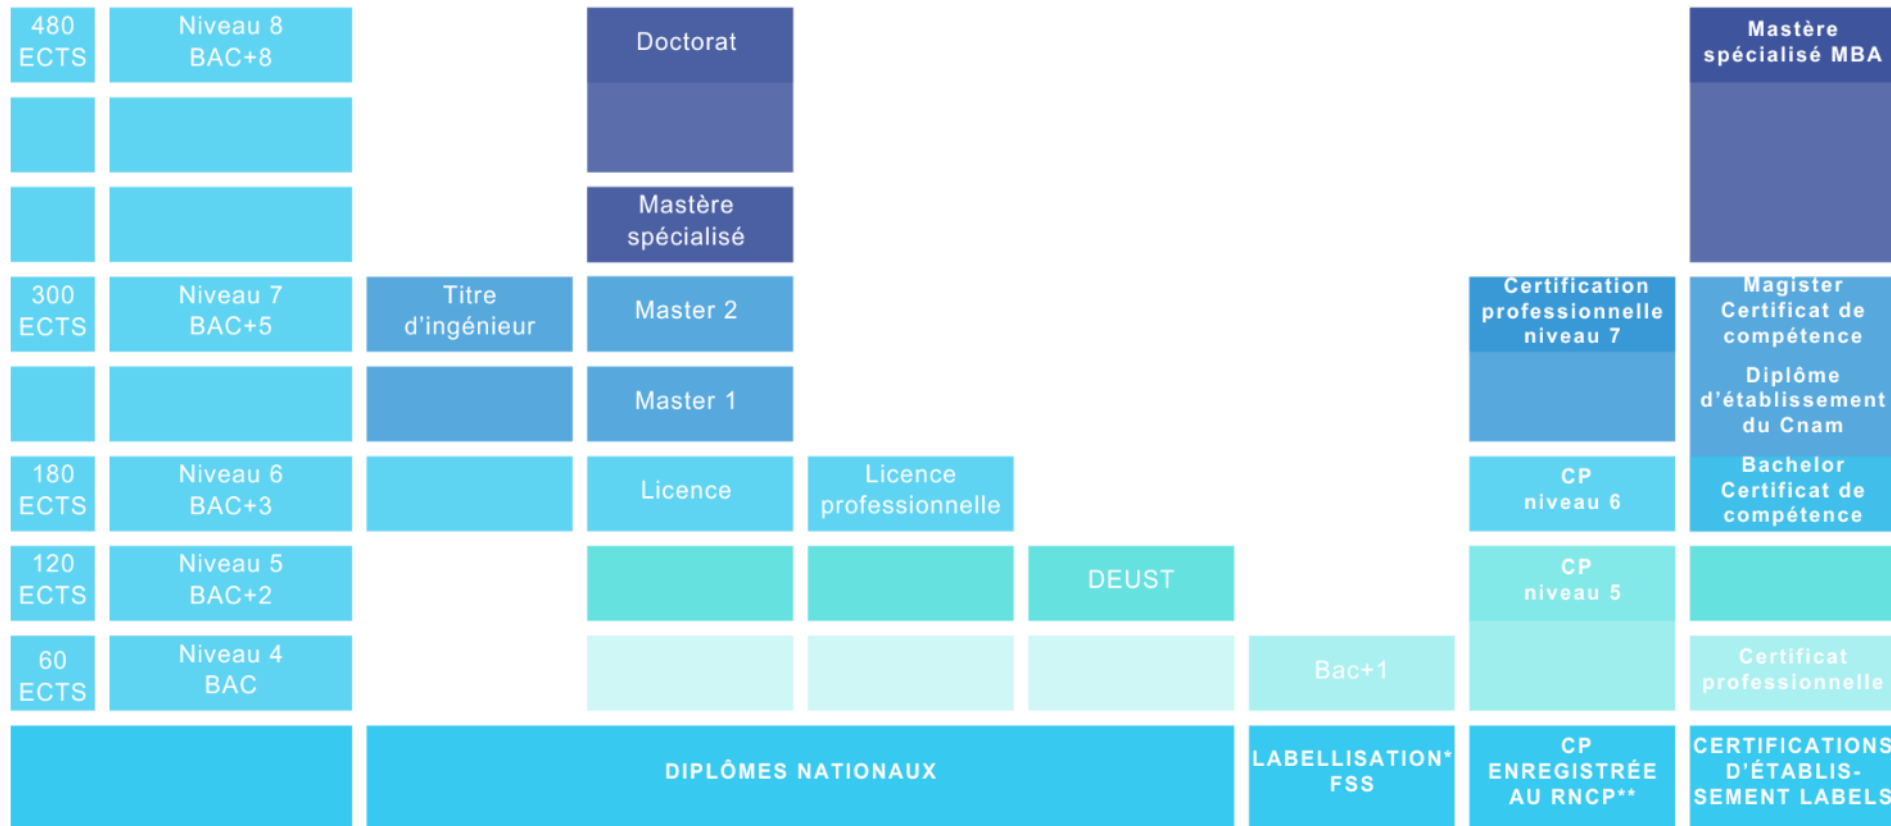 480
ECTS
Niveau 8
BAC+8
Doctorat
Mastère
spécialisé MBA
Mastère
spécialisé
300
ECTS
Niveau 7
BAC+5
Titre
d'ingénieur
Master 2
Certification
professionnelle
niveau 7
Magister
Certificat de
compétence
Master 1
Diplôme
d'établissement
du Cnam
180
ECTS
Niveau 6
BAC+3
Licence
Licence
professionnelle
CP
niveau 6
Bachelor
Certificat de
compétence
120
ECTS
Niveau 5
BAC+2
DEUST
CP
niveau 5
60
ECTS
Niveau 4
BAC
Bac+1
Certificat
professionnelle
DIPLÔMES NATIONAUX
LABELLISATION*
FSS
CP
ENREGISTRÉE
AU RNCP**
CERTIFICATIONS
D'ÉTABLIS-
SEMENT LABELS